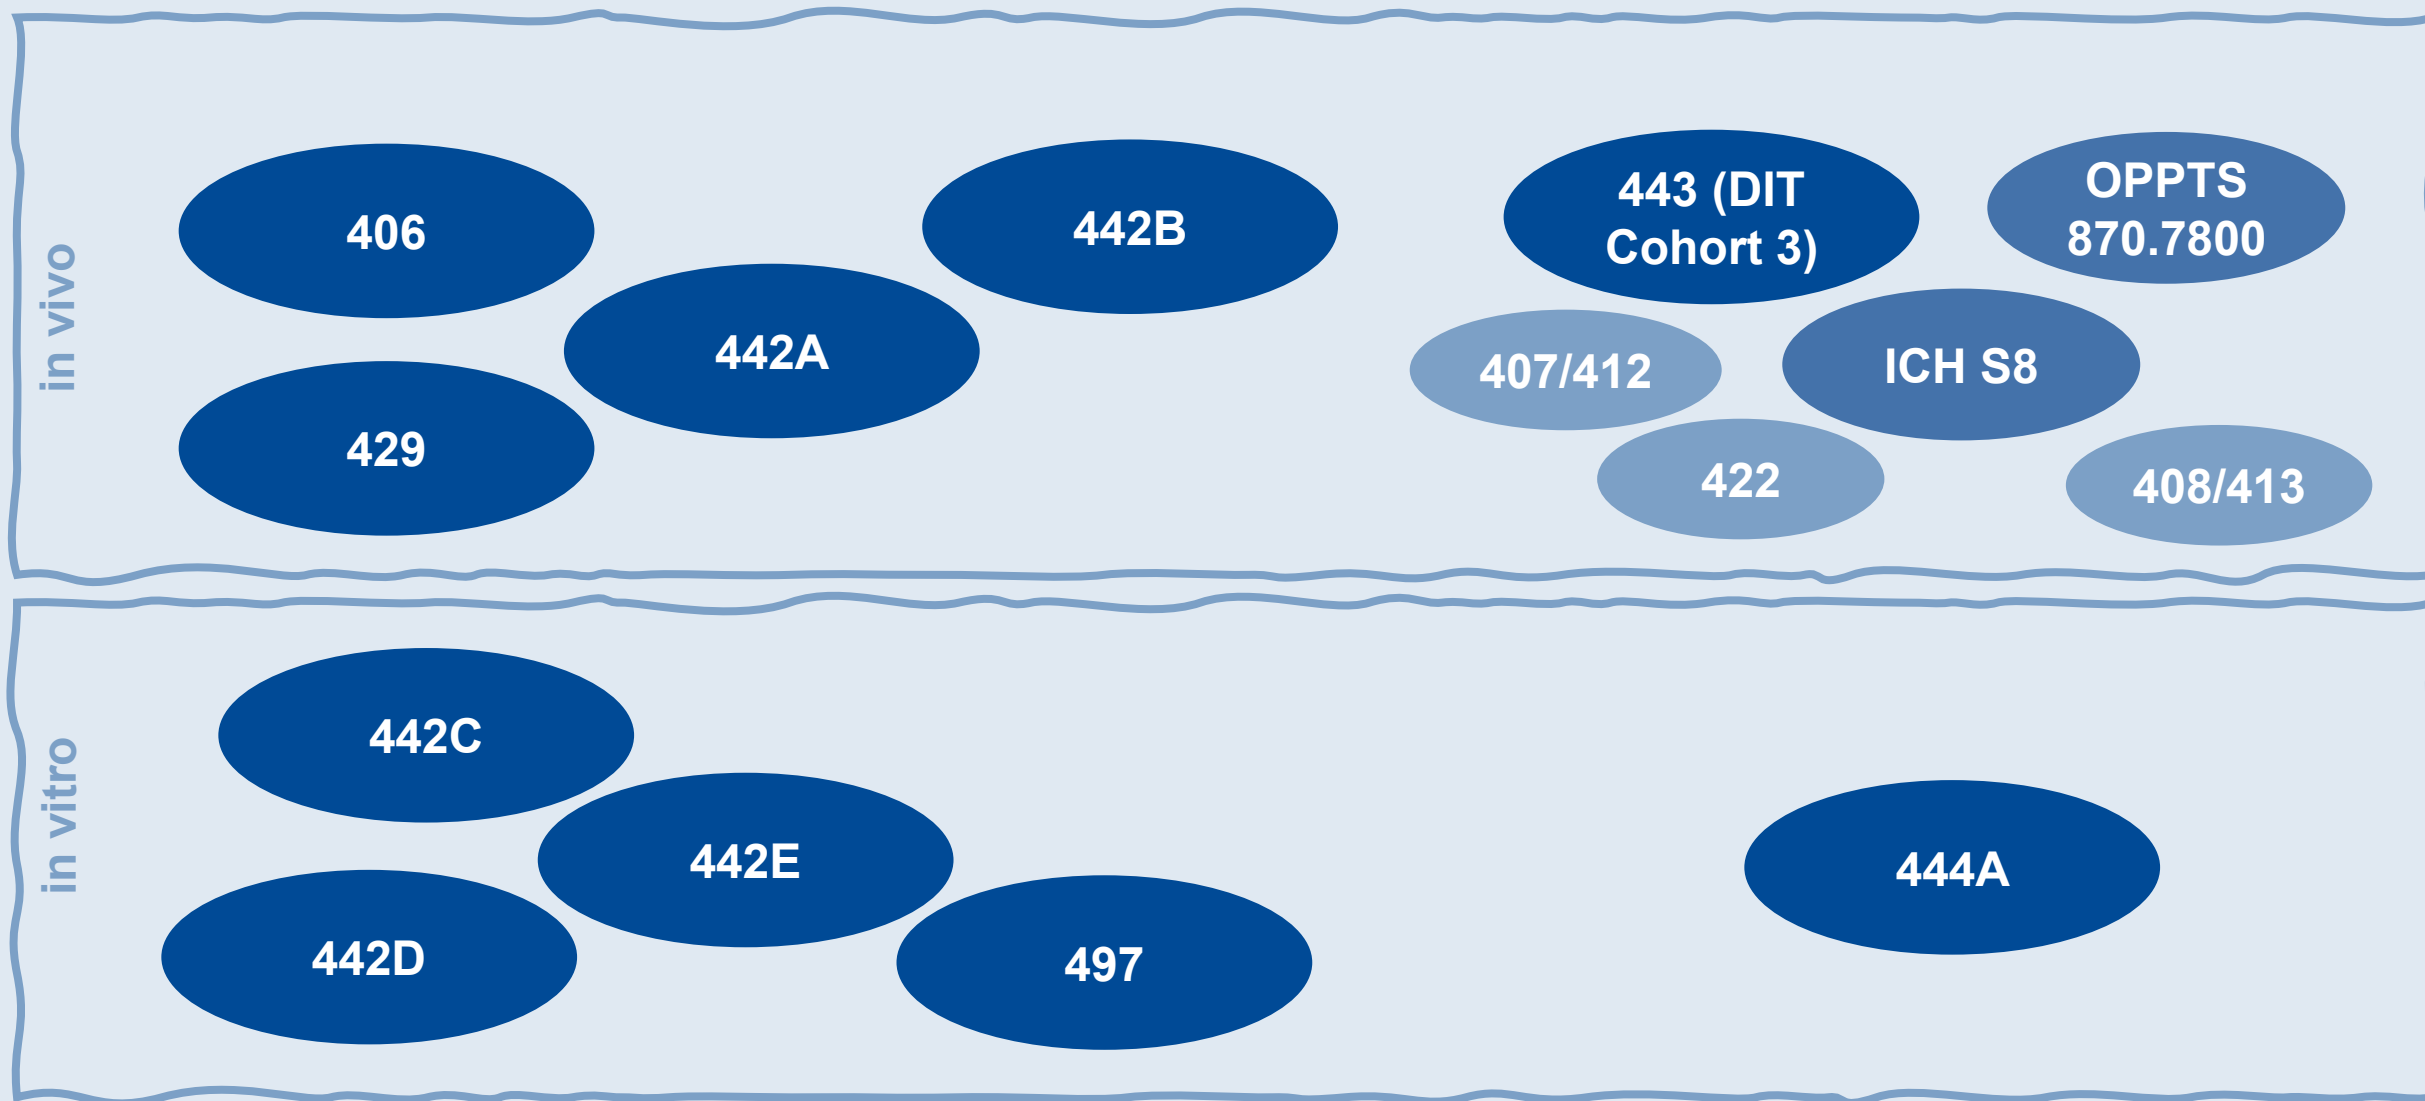 in vivo
406
442B
443 (DIT
Cohort 3)
OPPTS
870.7800
442A
407/412
ICH S8
429
422
408/413
in vitro
442C
442E
444A
442D
497